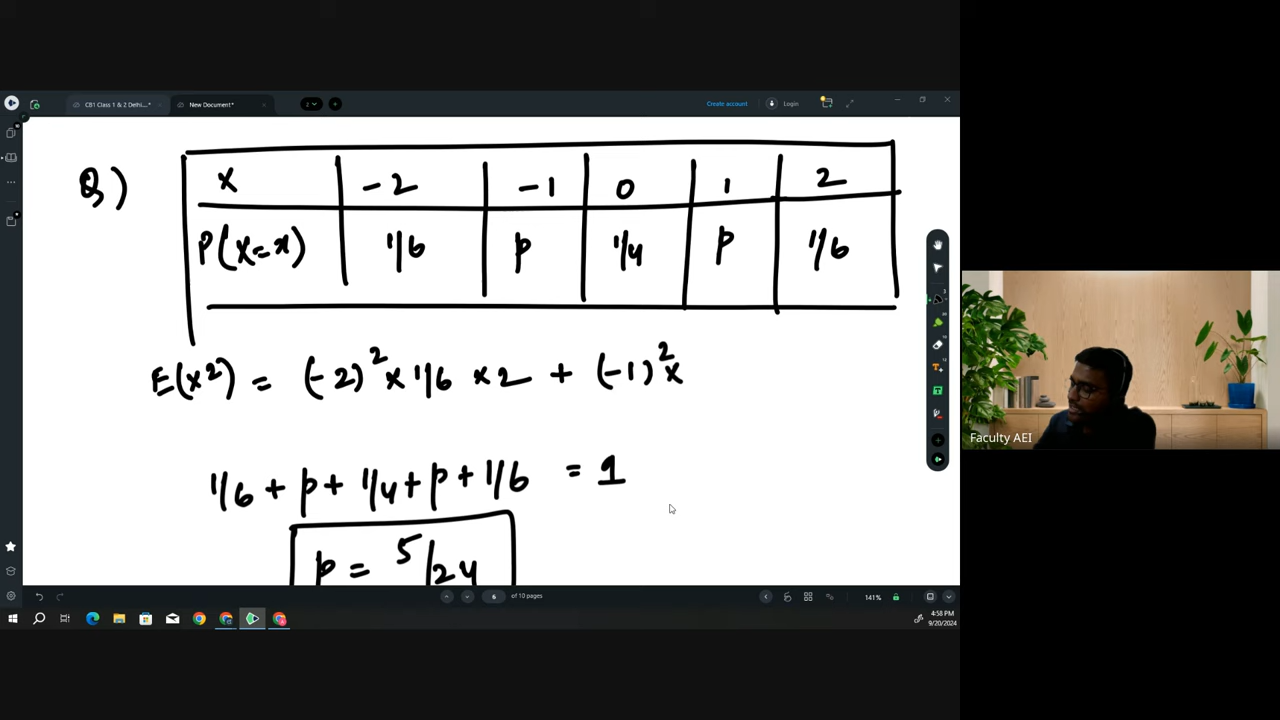 CB1 Class 1 & 2 Delhi...*
New Document*
2
Create account
Login
Q)
X -2 -1 0 1 2
P(X=x) 1/6 p 1/4 p 1/6
E(x2) = (-2)² x 1/6 x 2 + (-1)² x
1/6 + p + 1/4 + p + 1/6 = 1
p = 5/24
Faculty AEI
6 of 10 pages
141%
4:58 PM
9/20/2024